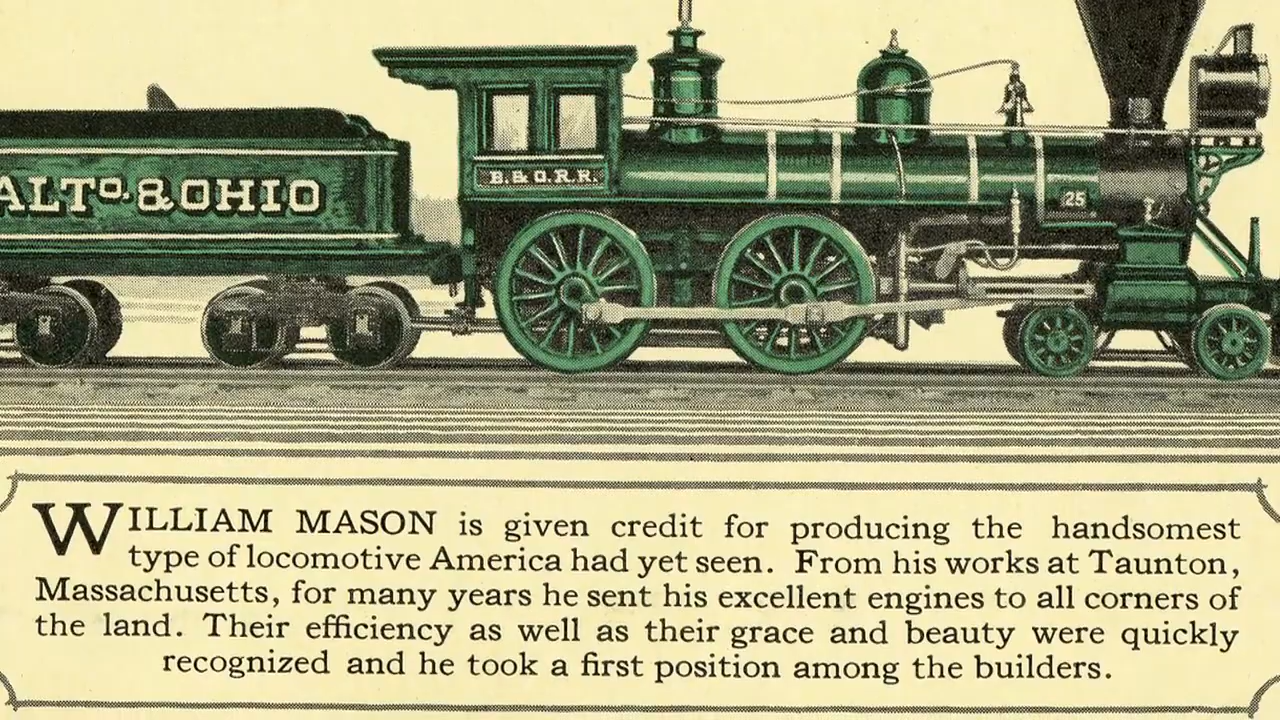 ALTO. & OHIO
B. & O. R. R.
25
WILLIAM MASON is given credit for producing the handsomest
type of locomotive America had yet seen. From his works at Taunton,
Massachusetts, for many years he sent his excellent engines to all corners of
the land. Their efficiency as well as their grace and beauty were quickly
recognized and he took a first position among the builders.